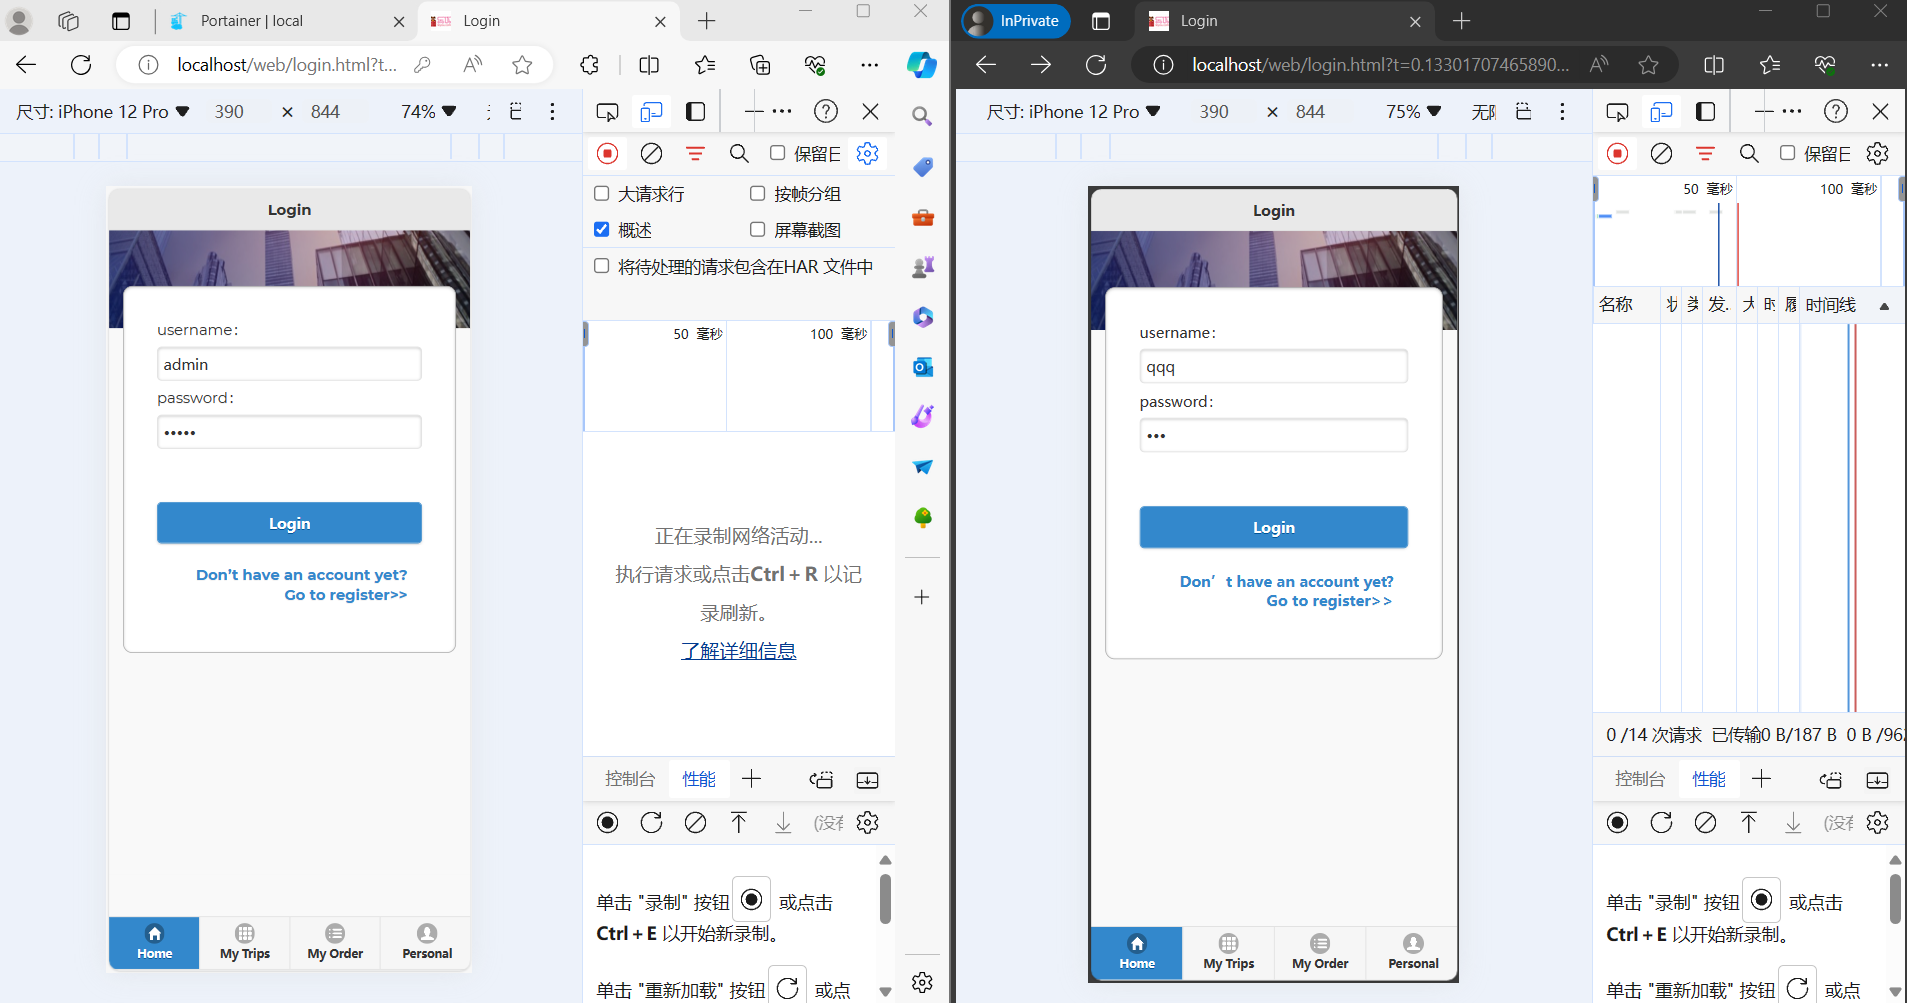 Portainer | local
Login
localhost/web/login.html?t...
尺寸: iPhone 12 Pro
390
×
844
74%
保留日
大请求行
按帧分组
概述
屏幕截图
将待处理的请求包含在HAR 文件中
50 毫秒
100 毫秒
Login
username:
admin
password:
•••••
Login
Don't have an account yet?
Go to register>>
Home
My Trips
My Order
Personal
正在录制网络活动...
执行请求或点击Ctrl + R 以记
录刷新。
了解详细信息
控制台
性能
(没有
单击 "录制" 按钮 或点击
Ctrl + E 以开始新录制。
单击 "重新加载" 按钮 或点
InPrivate
Login
localhost/web/login.html?t=0.13301707465890...
尺寸: iPhone 12 Pro
390
×
844
75%
无限
保留日
50 毫秒
100 毫秒
名称
状
类
发.
大
时
履
时间线
Login
username:
qqq
password:
•••
Login
Don’t have an account yet?
Go to register>>
Home
My Trips
My Order
Personal
0 /14 次请求 已传输0 B/187 B 0 B /96
控制台
性能
(没有
单击 "录制" 按钮 或点击
Ctrl + E 以开始新录制。
单击 "重新加载" 按钮 或点